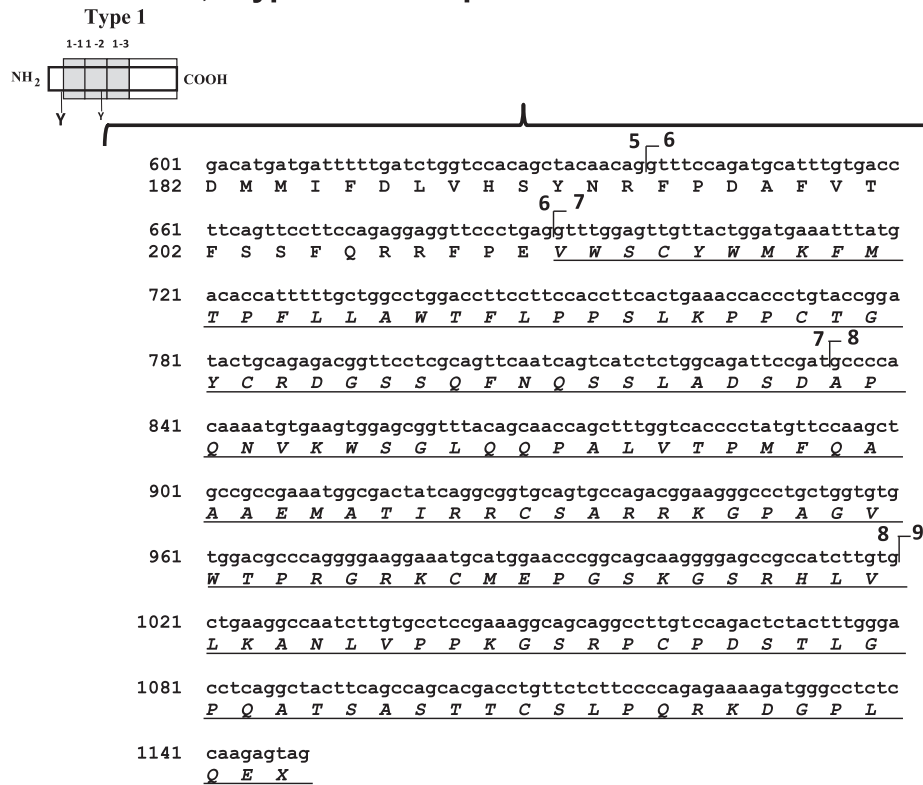 Type 1
1-1 1-2 1-3
NH2 COOH
Y Y
5 6
601 gacatgatgatttttgatctggtccacagctacaacaggtttccagatgcatttgtgacc
182 D M M I F D L V H S Y N R F P D A F V T
6 7
661 ttcagttccttccagaggaggttccctgaggtttggagttgttactggatgaaatttatg
202 F S S F Q R R F P E V W S C Y W M K F M
721 acaccatttttgctggcctggaccttccttccaccttcactgaaaccaccctgtaccgga
T P F L L A W T F L P P S L K P P C T G
7 8
781 tactgcagagacggttcctcgcagttcaatcagtcatctctggcagattccgatgcccca
Y C R D G S S Q F N Q S S L A D S D A P
841 caaaatgtgaagtggagcggtttacagcaaccagctttggtcacccctatgttccaagct
Q N V K W S G L Q Q P A L V T P M F Q A
901 gccgccgaaatggcgactatcaggcggtgcagtgccagacggaagggccctgctggtgtg
A A E M A T I R R C S A R R K G P A G V
8 9
961 tggacgcccaggggaaggaaatgcatggaacccggcagcaaggggagccgccatcttgtg
W T P R G R K C M E P G S K G S R H L V
1021 ctgaaggccaatcttgtgcctccgaaaggcagcaggccttgtccagactctactttggga
L K A N L V P P K G S R P C P D S T L G
1081 cctcaggctacttcagccagcacgacctgttctcttccccagagaaaagatgggcctctc
P Q A T S A S T T C S L P Q R K D G P L
1141 caagagtag
Q E X